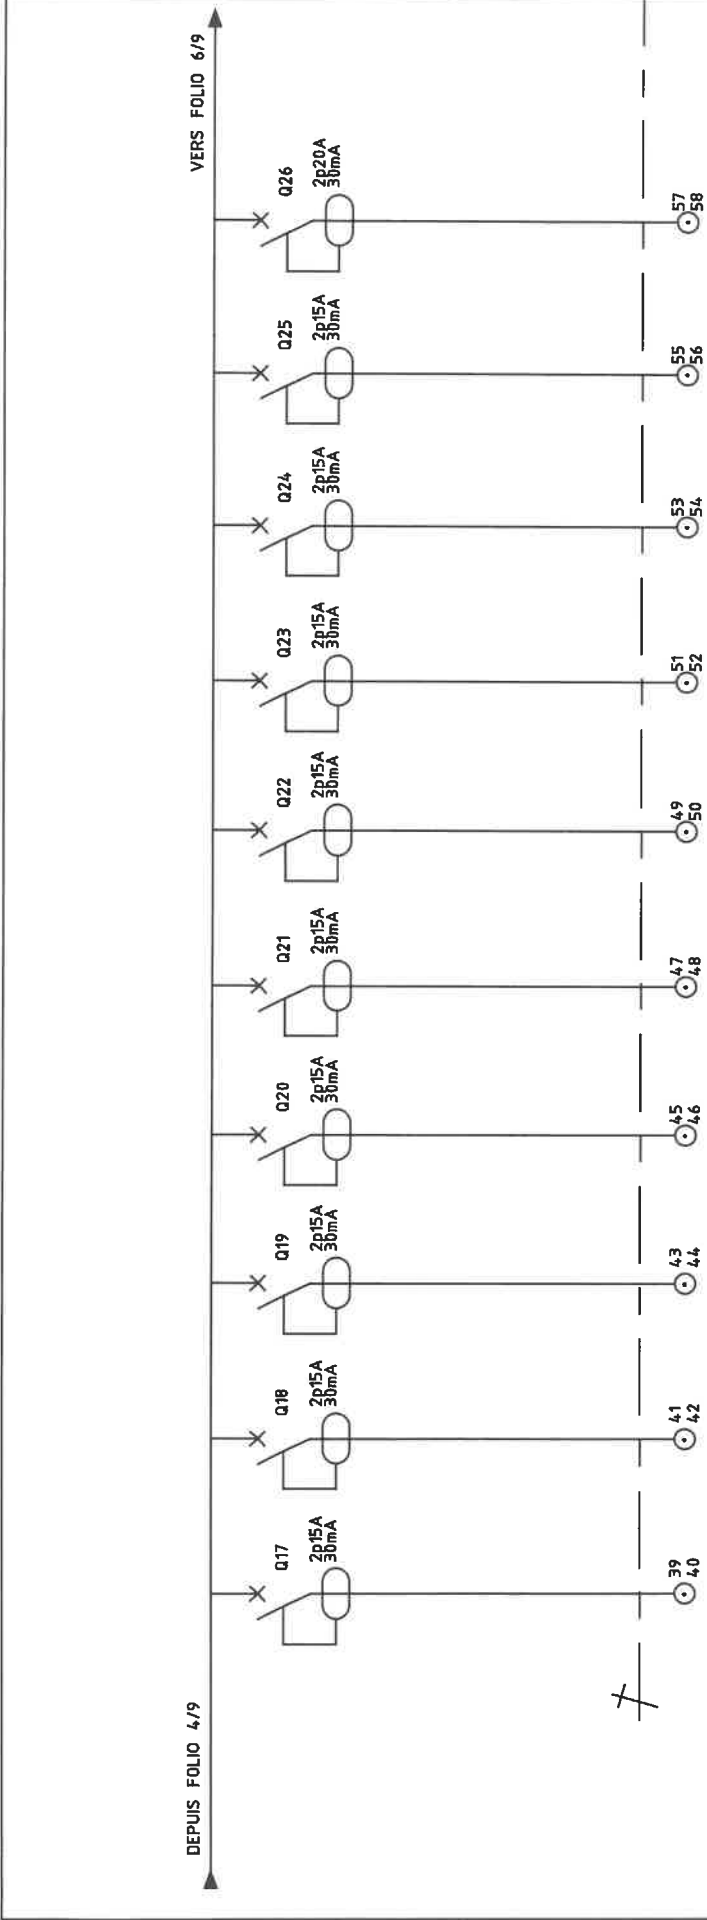 DEPUIS FOLIO 4/9
VERS FOLIO 6/9
Q17
2p15A
30mA
39
40
Q18
2p15A
30mA
41
42
Q19
2p15A
30mA
43
44
Q20
2p15A
30mA
45
46
Q21
2p15A
30mA
47
48
Q22
2p15A
30mA
49
50
Q23
2p15A
30mA
51
52
Q24
2p15A
30mA
53
54
Q25
2p15A
30mA
55
56
Q26
2p20A
30mA
57
58